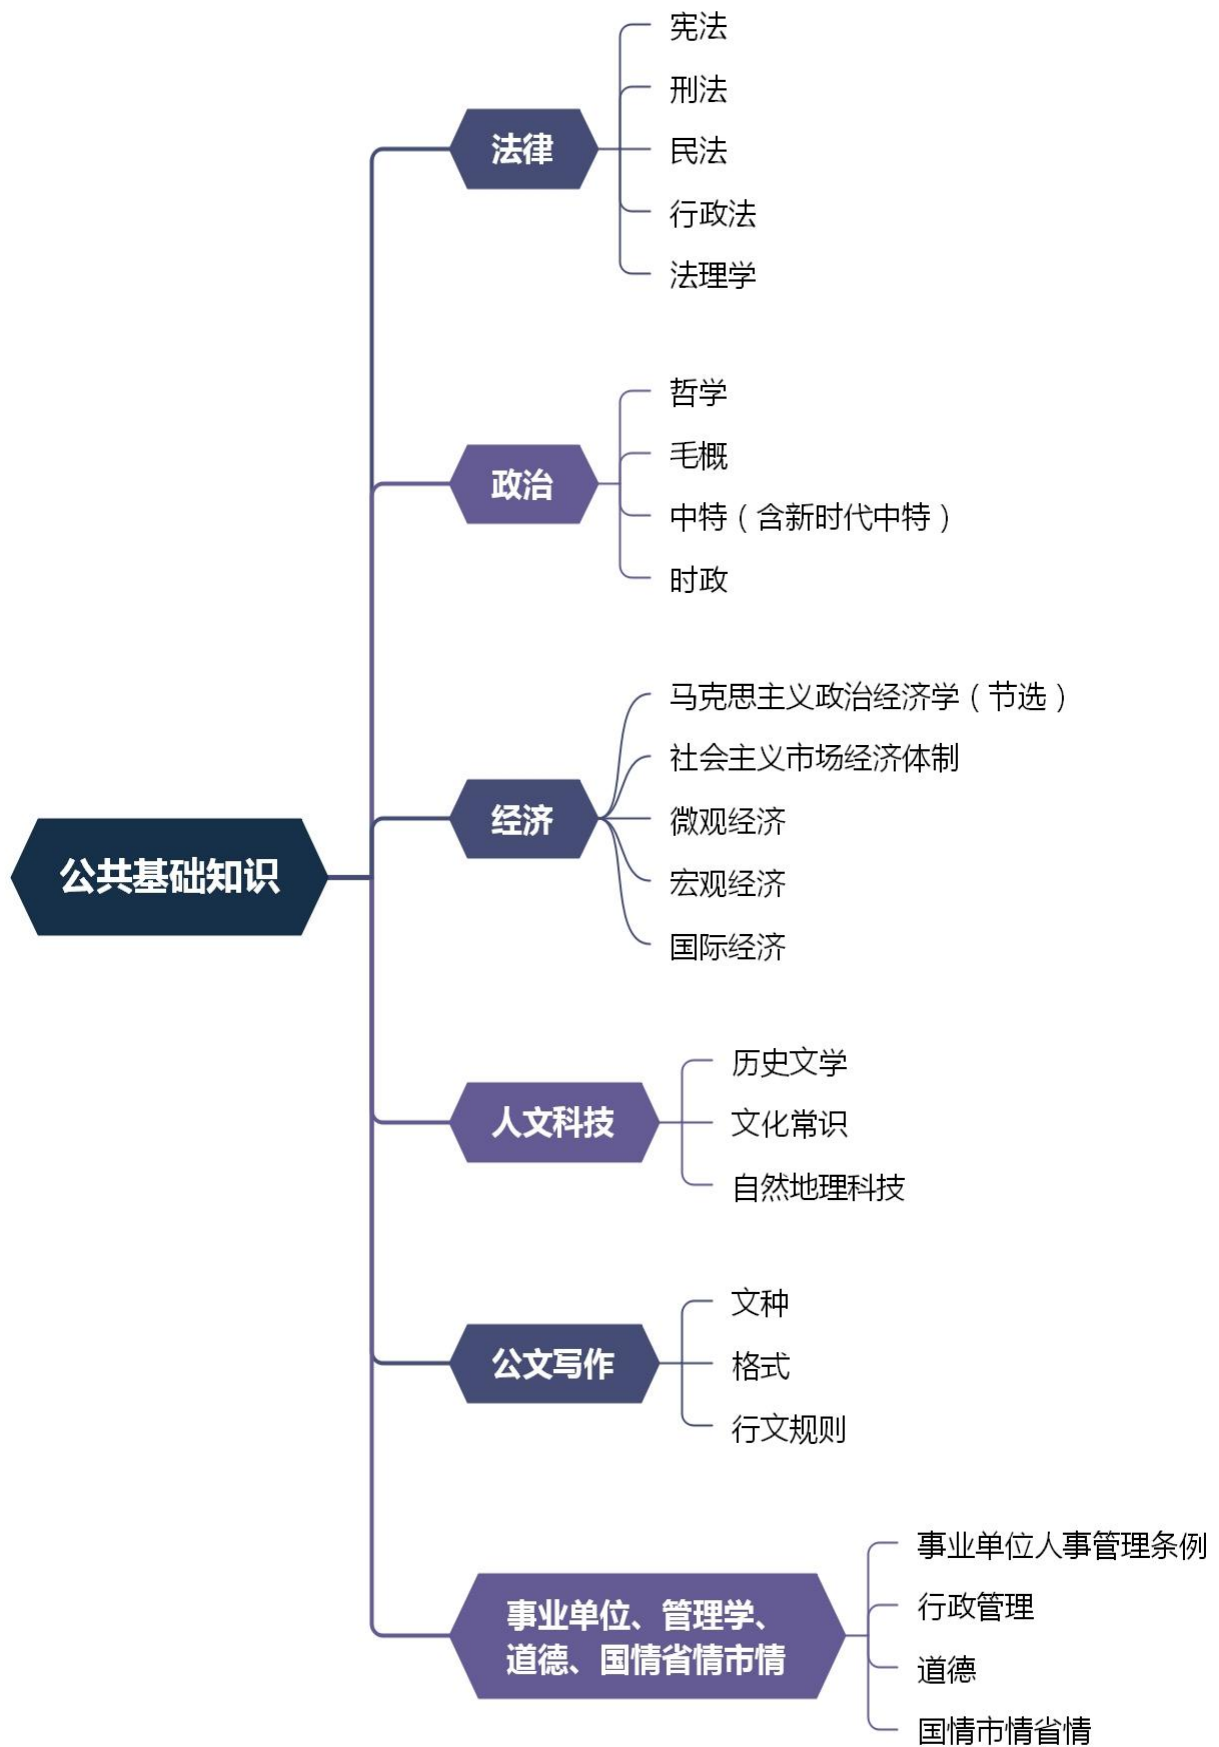 公共基础知识
法律
宪法
刑法
民法
行政法
法理学
政治
哲学
毛概
中特（含新时代中特）
时政
经济
马克思主义政治经济学（节选）
社会主义市场经济体制
微观经济
宏观经济
国际经济
人文科技
历史文学
文化常识
自然地理科技
公文写作
文种
格式
行文规则
事业单位、管理学、
道德、国情省情市情
事业单位人事管理条例
行政管理
道德
国情市情省情